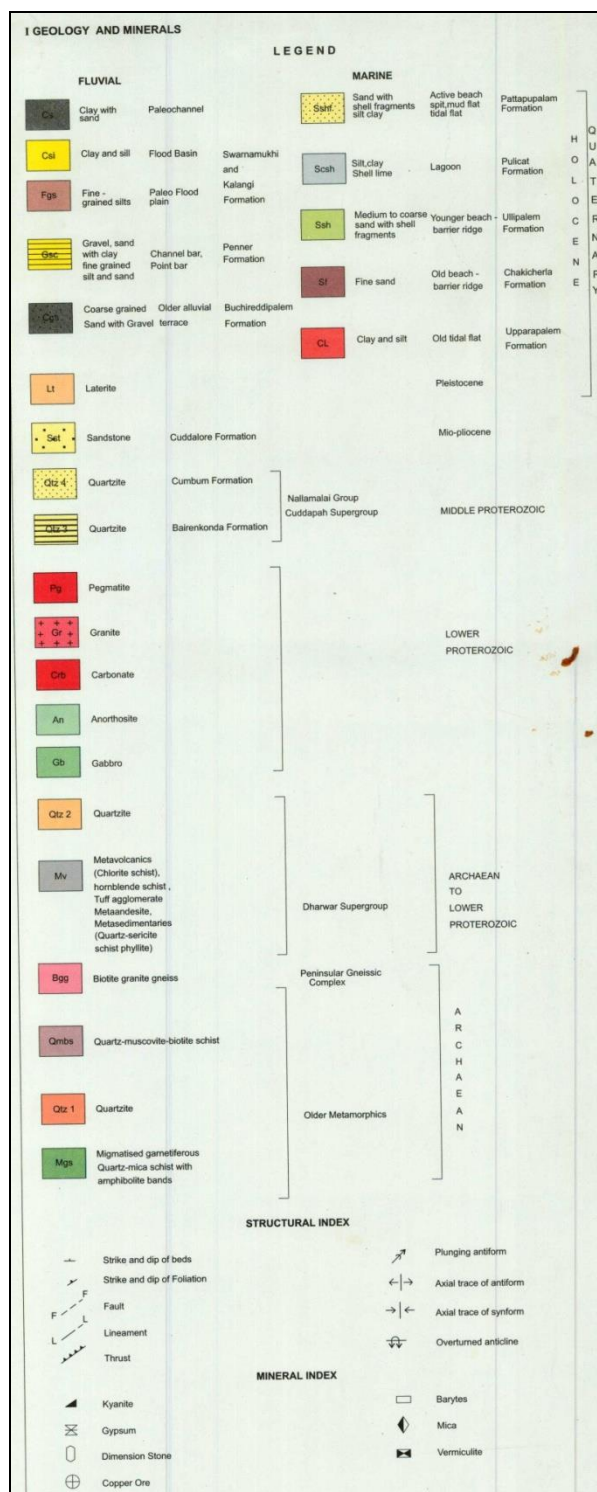 I GEOLOGY AND MINERALS
LEGEND
FLUVIAL
MARINE
Cs Clay with sand Paleochannel
Csl Clay and sill Flood Basin
Fgs Fine - grained silts Paleo Flood plain
Swarnamukhi and Kalangi Formation
Gsc Gravel, sand with clay fine grained silt and sand Channel bar, Point bar Penner Formation
Coarse grained Sand with Gravel Older alluvial terrace Buchireddipalem Formation
Sshf Sand with shell fragments silt clay Active beach spit,mud flat tidal flat Pattapupalam Formation
Scsh Silt,clay Shell lime Lagoon Pulicat Formation
Ssh Medium to coarse sand with shell fragments Younger beach - barrier ridge Ullipalem Formation
Sf Fine sand Old beach - barrier ridge Chakicherla Formation
CL Clay and silt Old tidal flat Upparapalem Formation
HOLOCENE
QUATERNARY
Lt Laterite Pleistocene
Sst Sandstone Cuddalore Formation Mio-pliocene
Qtz 4 Quartzite Cumbum Formation
Qtz 3 Quartzite Bairenkonda Formation
Nallamalai Group
Cuddapah Supergroup
MIDDLE PROTEROZOIC
Pg Pegmatite
Gr Granite
Crb Carbonate
An Anorthosite
Gb Gabbro
LOWER
PROTEROZOIC
Qtz 2 Quartzite
Mv Metavolcanics
(Chlorite schist),
hornblende schist ,
Tuff agglomerate
Metaandesite,
Metasedimentaries
(Quartz-sericite
schist phyllite)
Dharwar Supergroup
ARCHAEAN
TO
LOWER
PROTEROZOIC
Bgg Biotite granite gneiss
Peninsular Gneissic
Complex
Qmbs Quartz-muscovite-biotite schist
Qtz 1 Quartzite
Mgs Migmatised garnetiferous
Quartz-mica schist with
amphibolite bands
Older Metamorphics
ARCHAEAN
STRUCTURAL INDEX
Strike and dip of beds
Strike and dip of Foliation
F F Fault
L L Lineament
Thrust
Plunging antiform
Axial trace of antiform
Axial trace of synform
Overturned anticline
MINERAL INDEX
Kyanite
Gypsum
Dimension Stone
Copper Ore
Barytes
Mica
Vermiculite